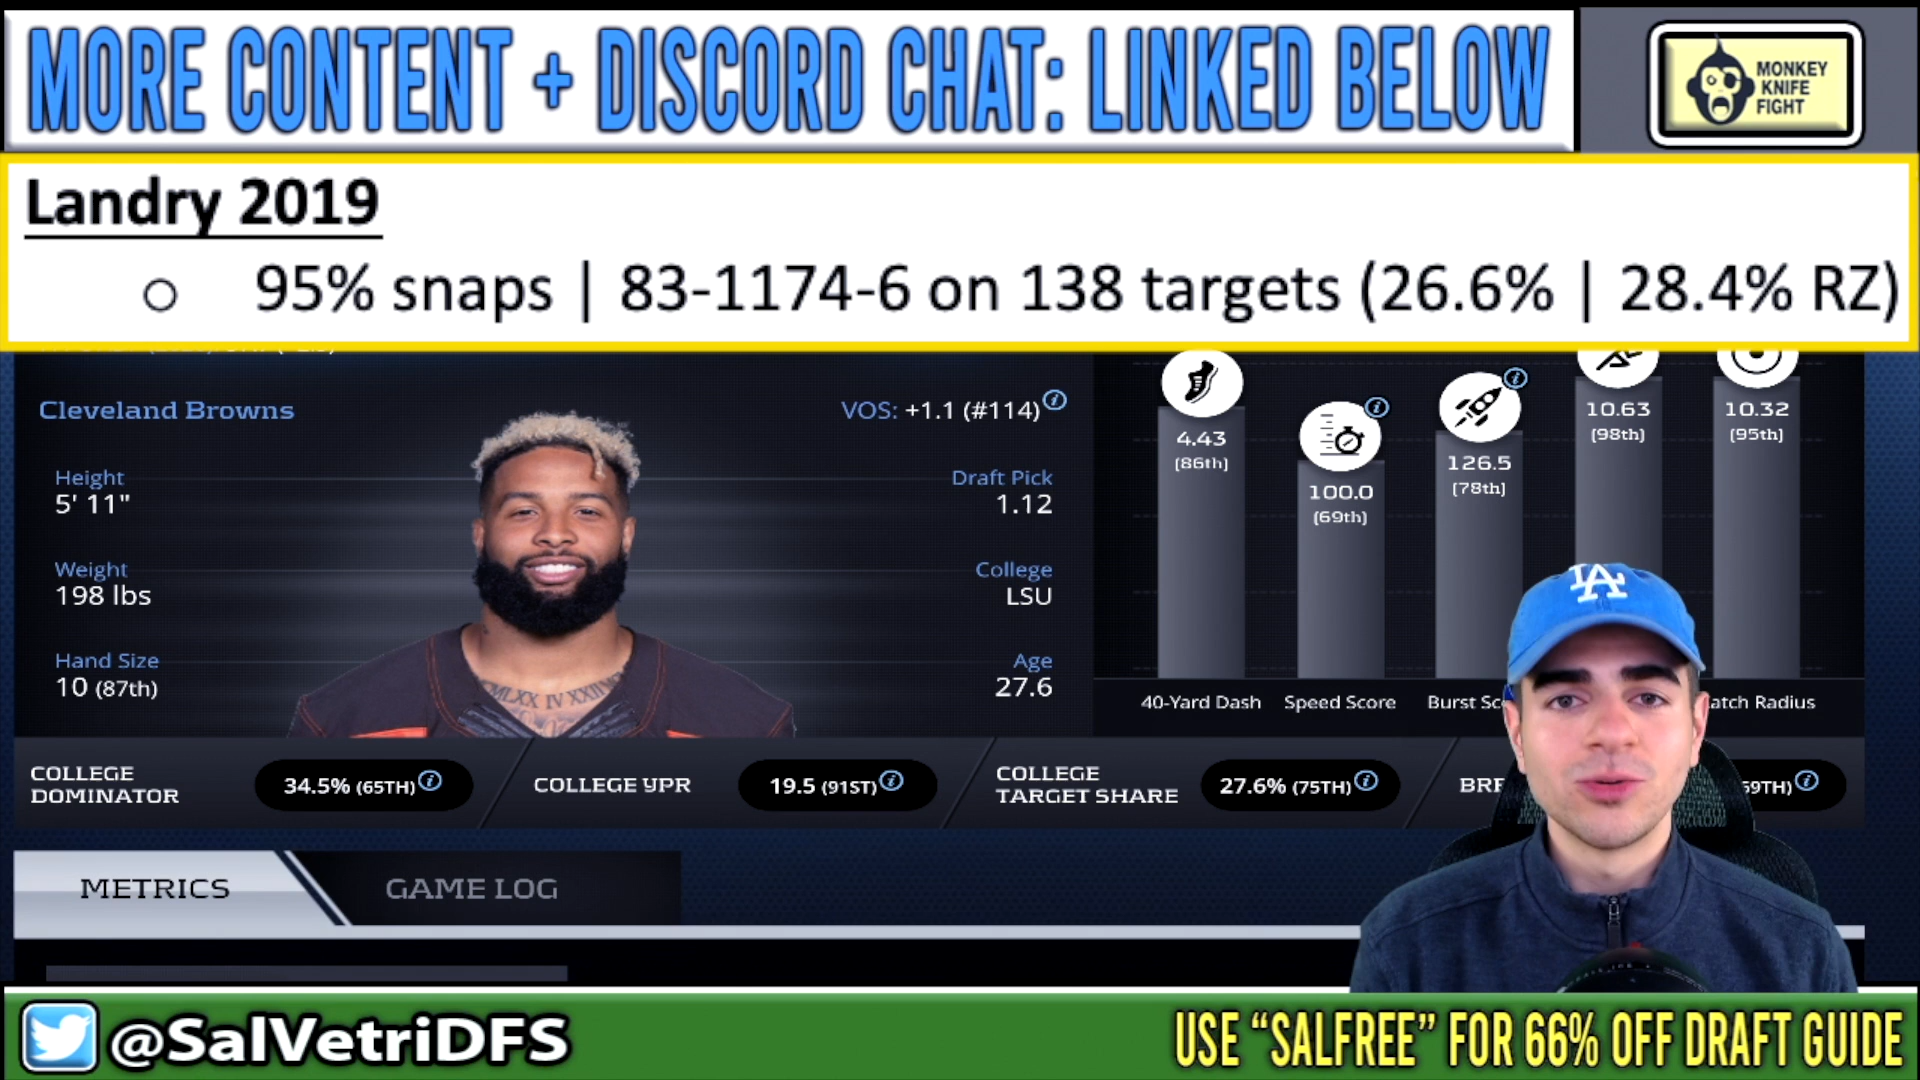 MORE CONTENT + DISCORD CHAT: LINKED BELOW
MONKEY
KNIFE
FIGHT
Landry 2019
○ 95% snaps | 83-1174-6 on 138 targets (26.6% | 28.4% RZ)
Cleveland Browns
VOS: +1.1 (#114)
Height
5' 11"
Draft Pick
1.12
Weight
198 lbs
College
LSU
Hand Size
10 (87th)
Age
27.6
4.43
(86th)
100.0
(69th)
126.5
(78th)
10.63
(98th)
10.32
(95th)
40-Yard Dash Speed Score Burst Radius
LA
COLLEGE
DOMINATOR
34.5% (65TH)
COLLEGE YPR
19.5 (91ST)
COLLEGE
TARGET SHARE
27.6% (75TH)
METRICS
GAME LOG
@SalVetriDFS
USE “SALFREE” FOR 66% OFF DRAFT GUIDE